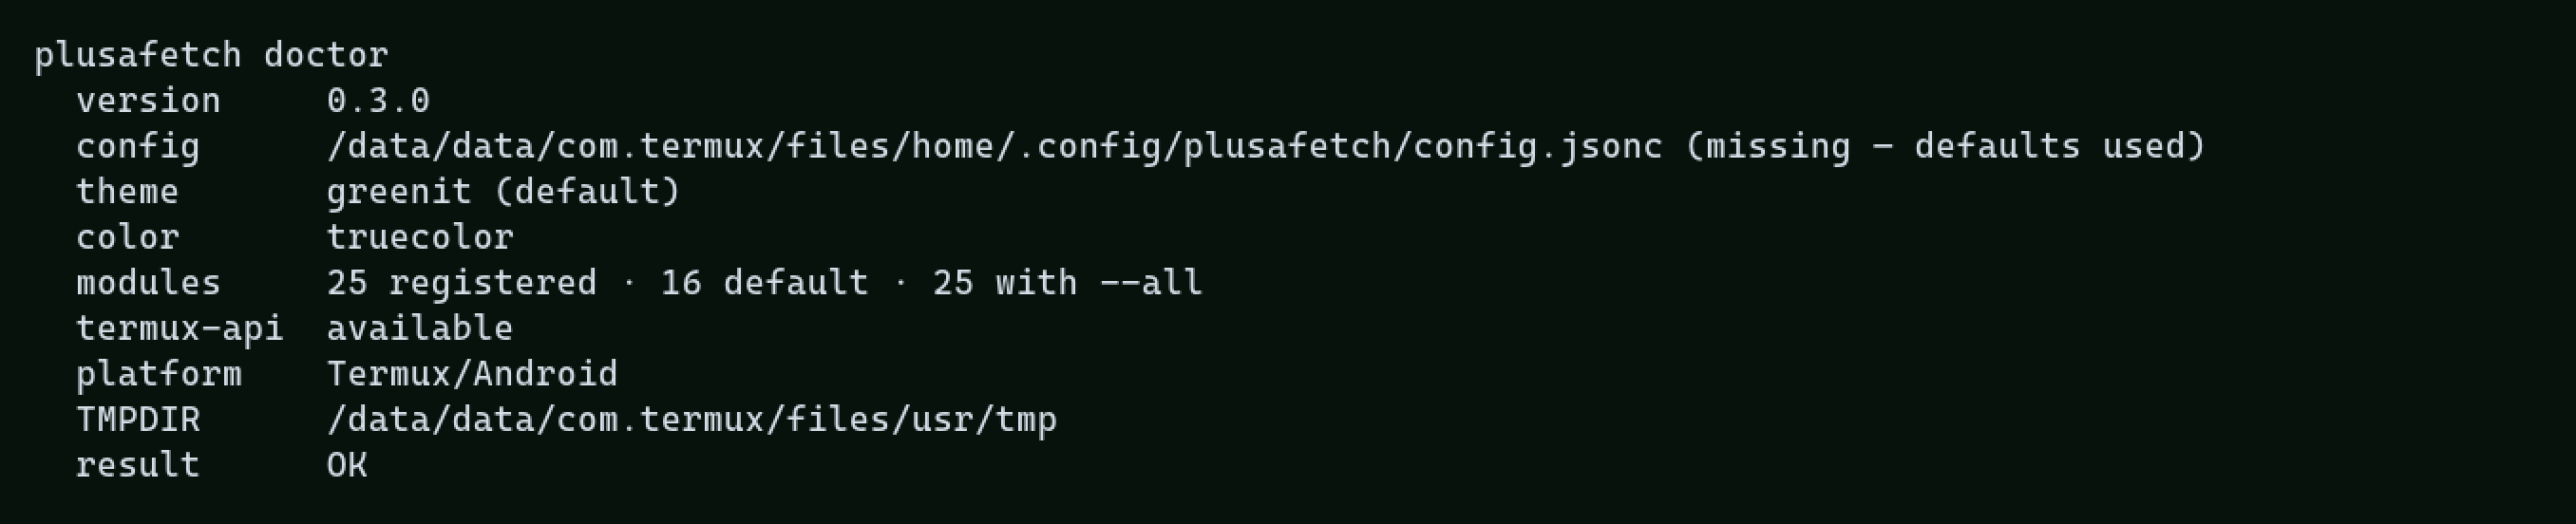 plusafetch doctor
  version     0.3.0
  config      /data/data/com.termux/files/home/.config/plusafetch/config.jsonc (missing — defaults used)
  theme       greenit (default)
  color       truecolor
  modules     25 registered · 16 default · 25 with --all
  termux-api  available
  platform    Termux/Android
  TMPDIR      /data/data/com.termux/files/usr/tmp
  result      OK